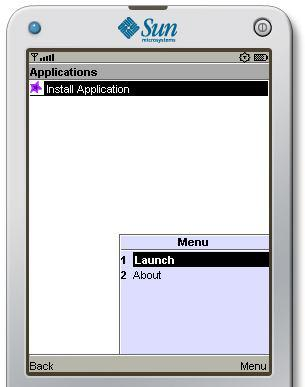 Sun
microsystems
Applications
Install Application
Menu
1 Launch
2 About
Back Menu